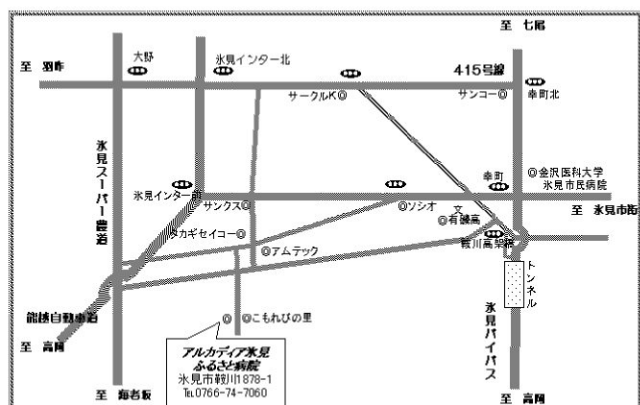 至 七尾
至 羽咋
大野
氷見インター北
415号線
サークルK◎
サンコー◎
幸町北
氷見スーパー農道
氷見インター前
サンクス◎
◎ソシオ
幸町
◎金沢医科大学
氷見市民病院
至 氷見市街
文
◎有磯高
タカギセイコー◎
◎アムテック
鞍川高架橋
トンネル
能越自動車道
至 高岡
◎ ◎こもれびの里
氷見バイパス
アルカディア氷見
ふるさと病院
氷見市鞍川1878-1
TEL0766-74-7060
至 海老坂
至 高岡